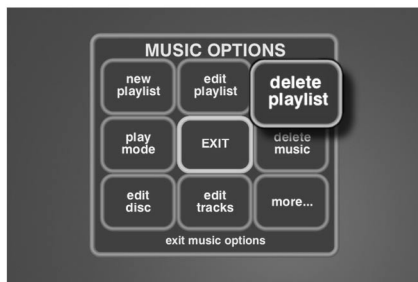 MUSIC OPTIONS
new
playlist
edit
playlist
delete
playlist
play
mode
EXIT
delete
music
edit
disc
edit
tracks
more...
exit music options